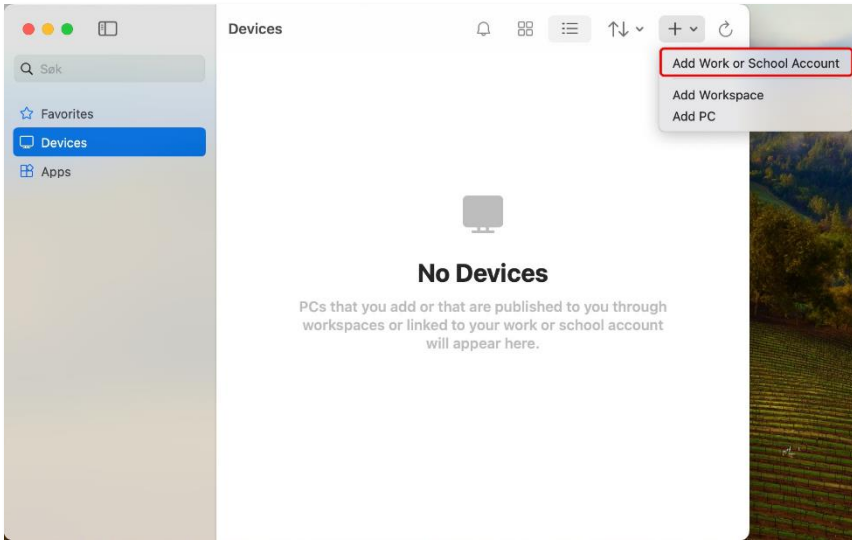 Devices
Søk
Favorites
Devices
Apps
Add Work or School Account
Add Workspace
Add PC
No Devices
PCs that you add or that are published to you through
workspaces or linked to your work or school account
will appear here.